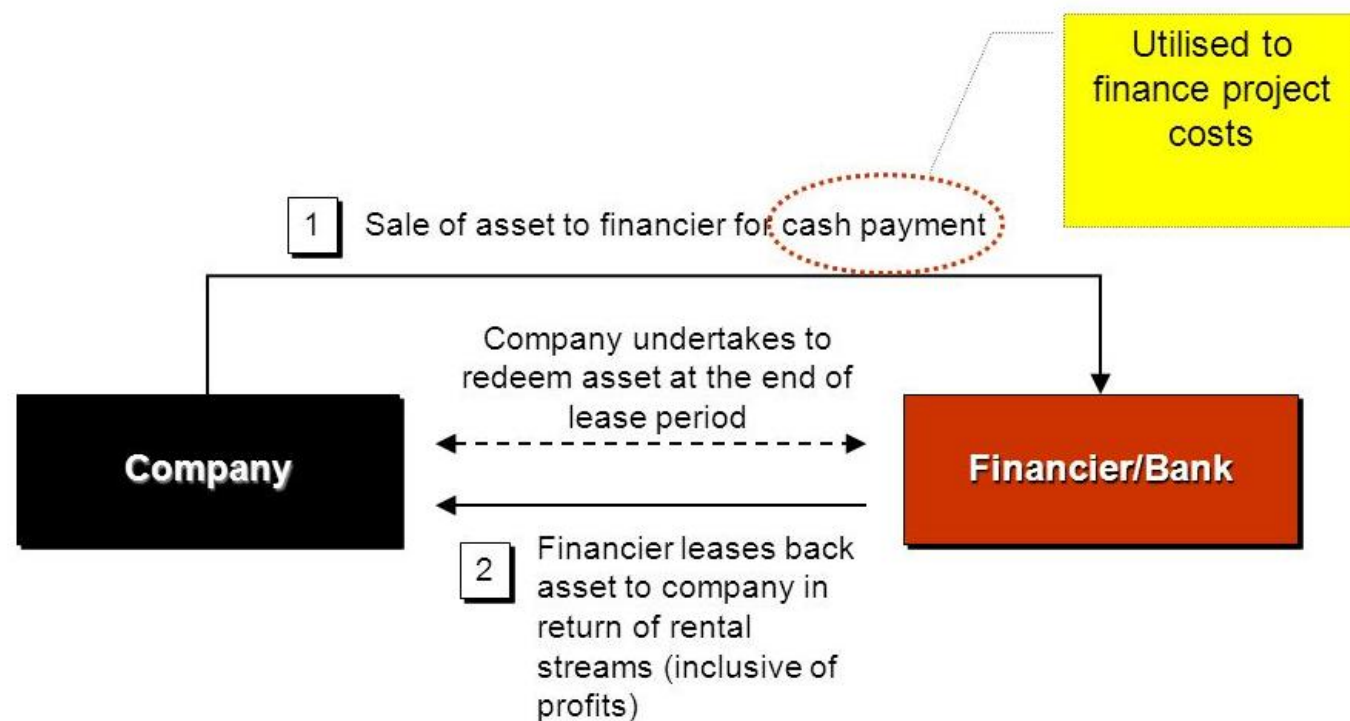 Utilised to
finance project
costs
1
Sale of asset to financier for cash payment
Company undertakes to
redeem asset at the end of
lease period
Company
Financier/Bank
2
Financier leases back
asset to company in
return of rental
streams (inclusive of
profits)